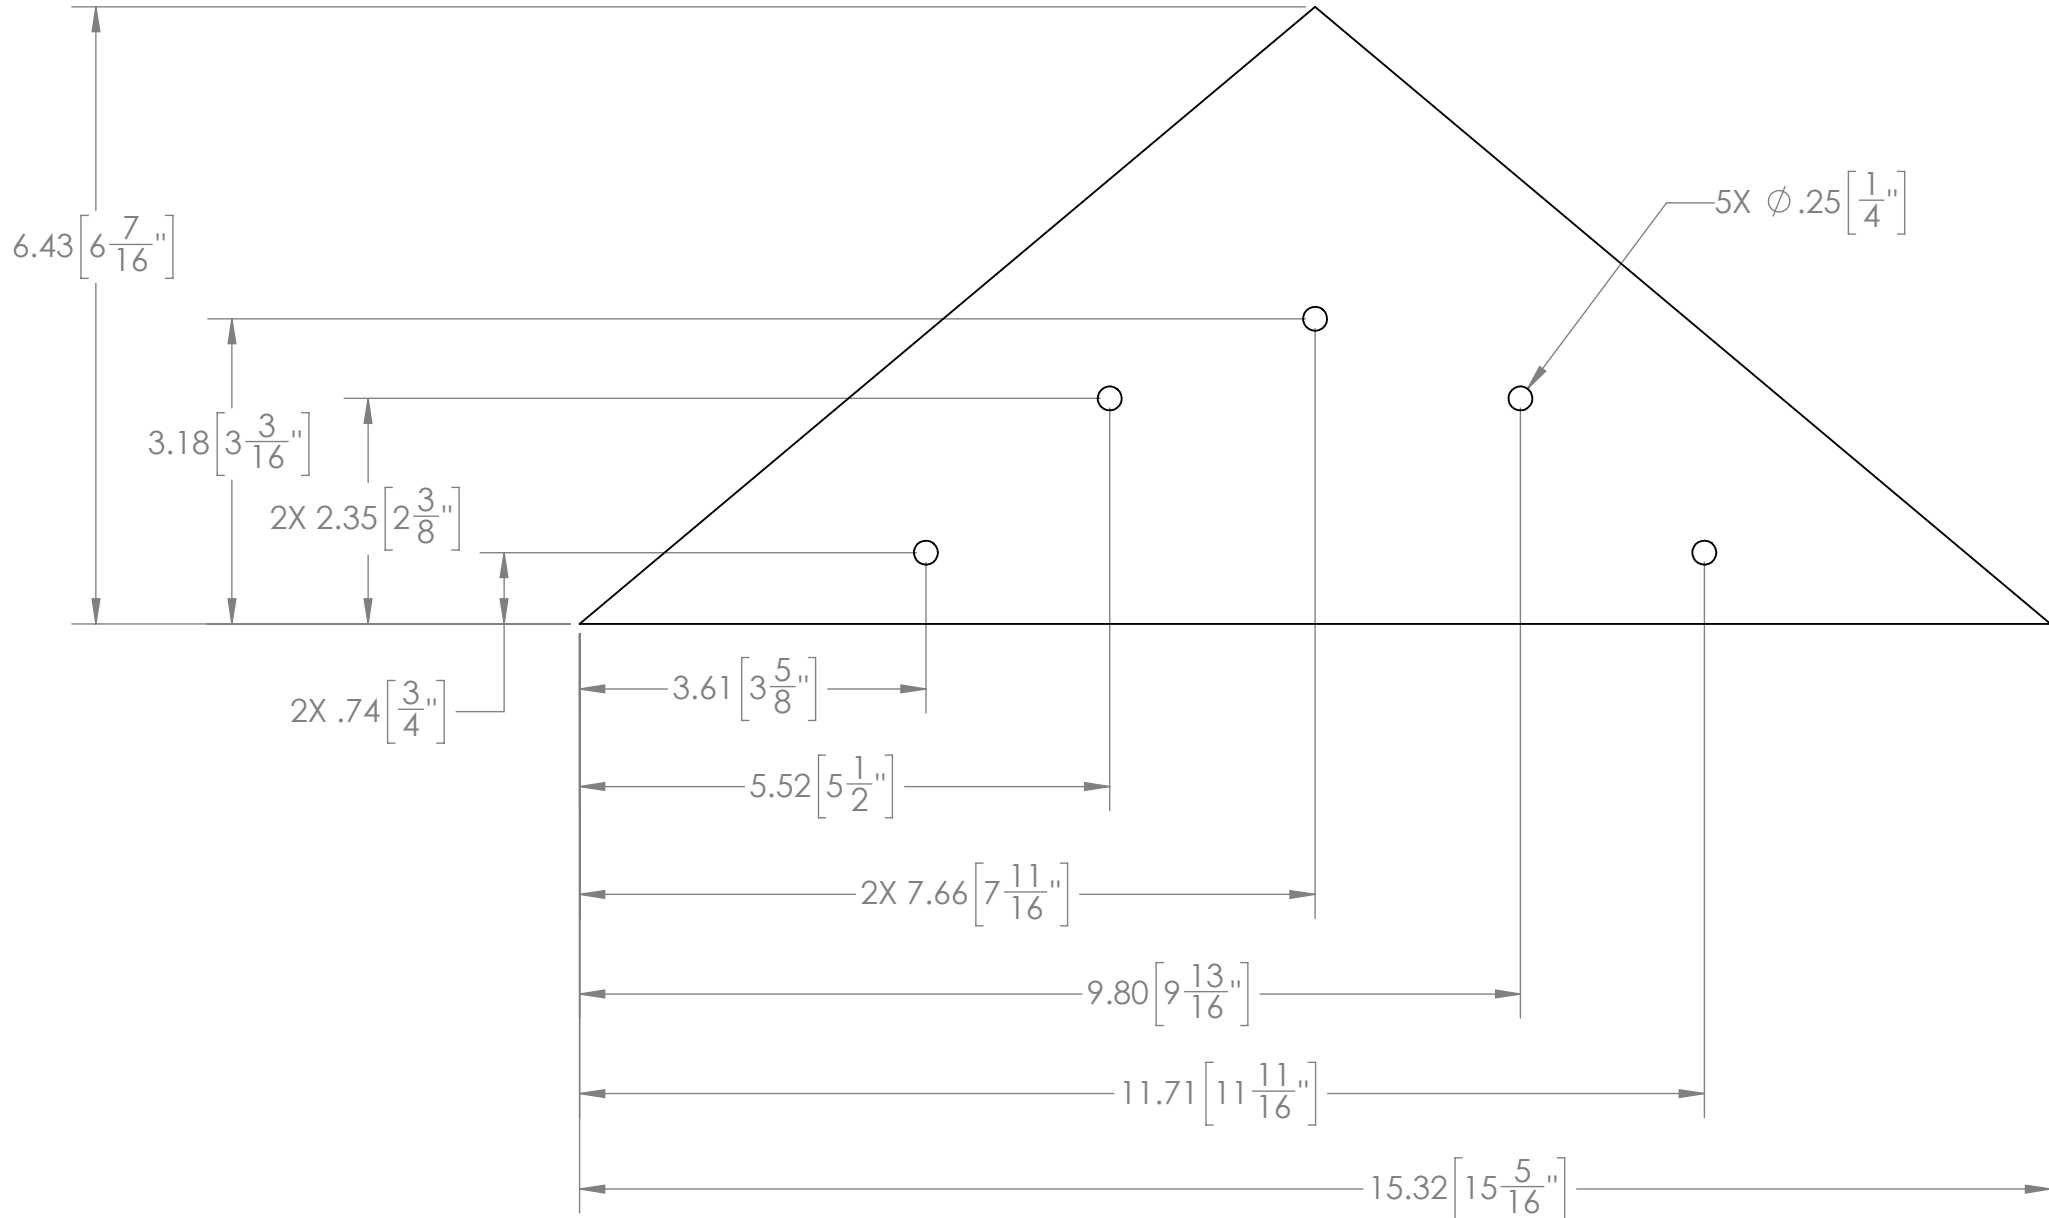 5X ∅ .25[1/4"]
6.43[6 7/16"]
3.18[3 3/16"]
2X 2.35[2 3/8"]
2X .74[3/4"]
3.61[3 5/8"]
5.52[5 1/2"]
2X 7.66[7 11/16"]
9.80[9 13/16"]
11.71[11 11/16"]
15.32[15 5/16"]